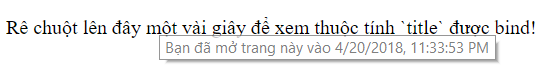 Rê chuột lên đây một vài giây để xem thuộc tính `title` được bind!
Bạn đã mở trang này vào 4/20/2018, 11:33:53 PM